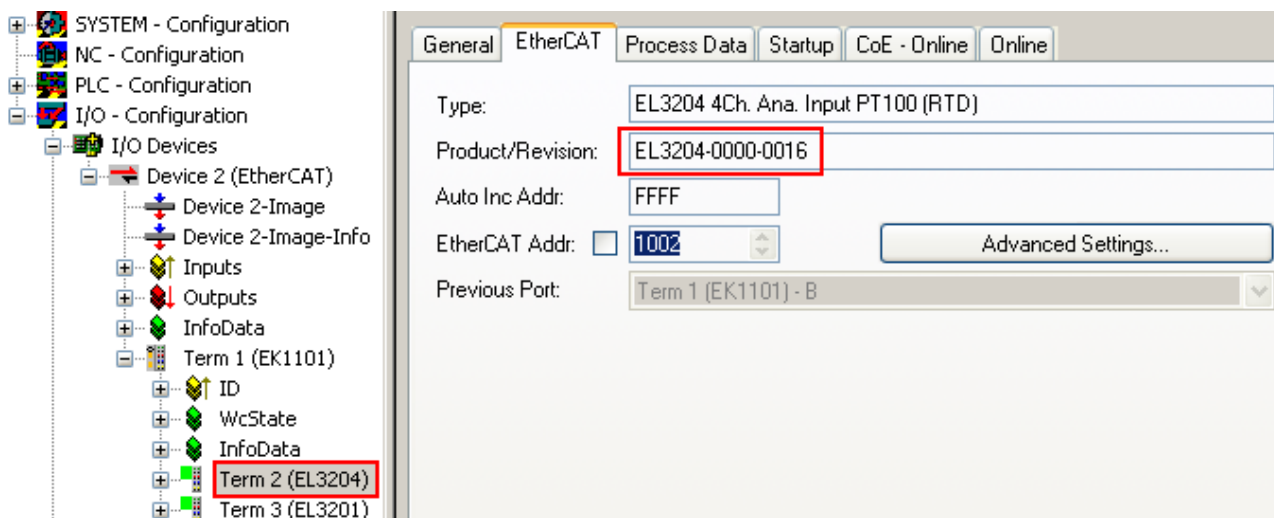 SYSTEM - Configuration
NC - Configuration
PLC - Configuration
I/O - Configuration
I/O Devices
Device 2 (EtherCAT)
Device 2-Image
Device 2-Image-Info
Inputs
Outputs
InfoData
Term 1 (EK1101)
ID
WcState
InfoData
Term 2 (EL3204)
Term 3 (EL3201)
General EtherCAT Process Data Startup CoE - Online Online
Type: EL3204 4Ch. Ana. Input PT100 (RTD)
Product/Revision: EL3204-0000-0016
Auto Inc Addr: FFFF
EtherCAT Addr: 1002 Advanced Settings...
Previous Port: Term 1 (EK1101) - B